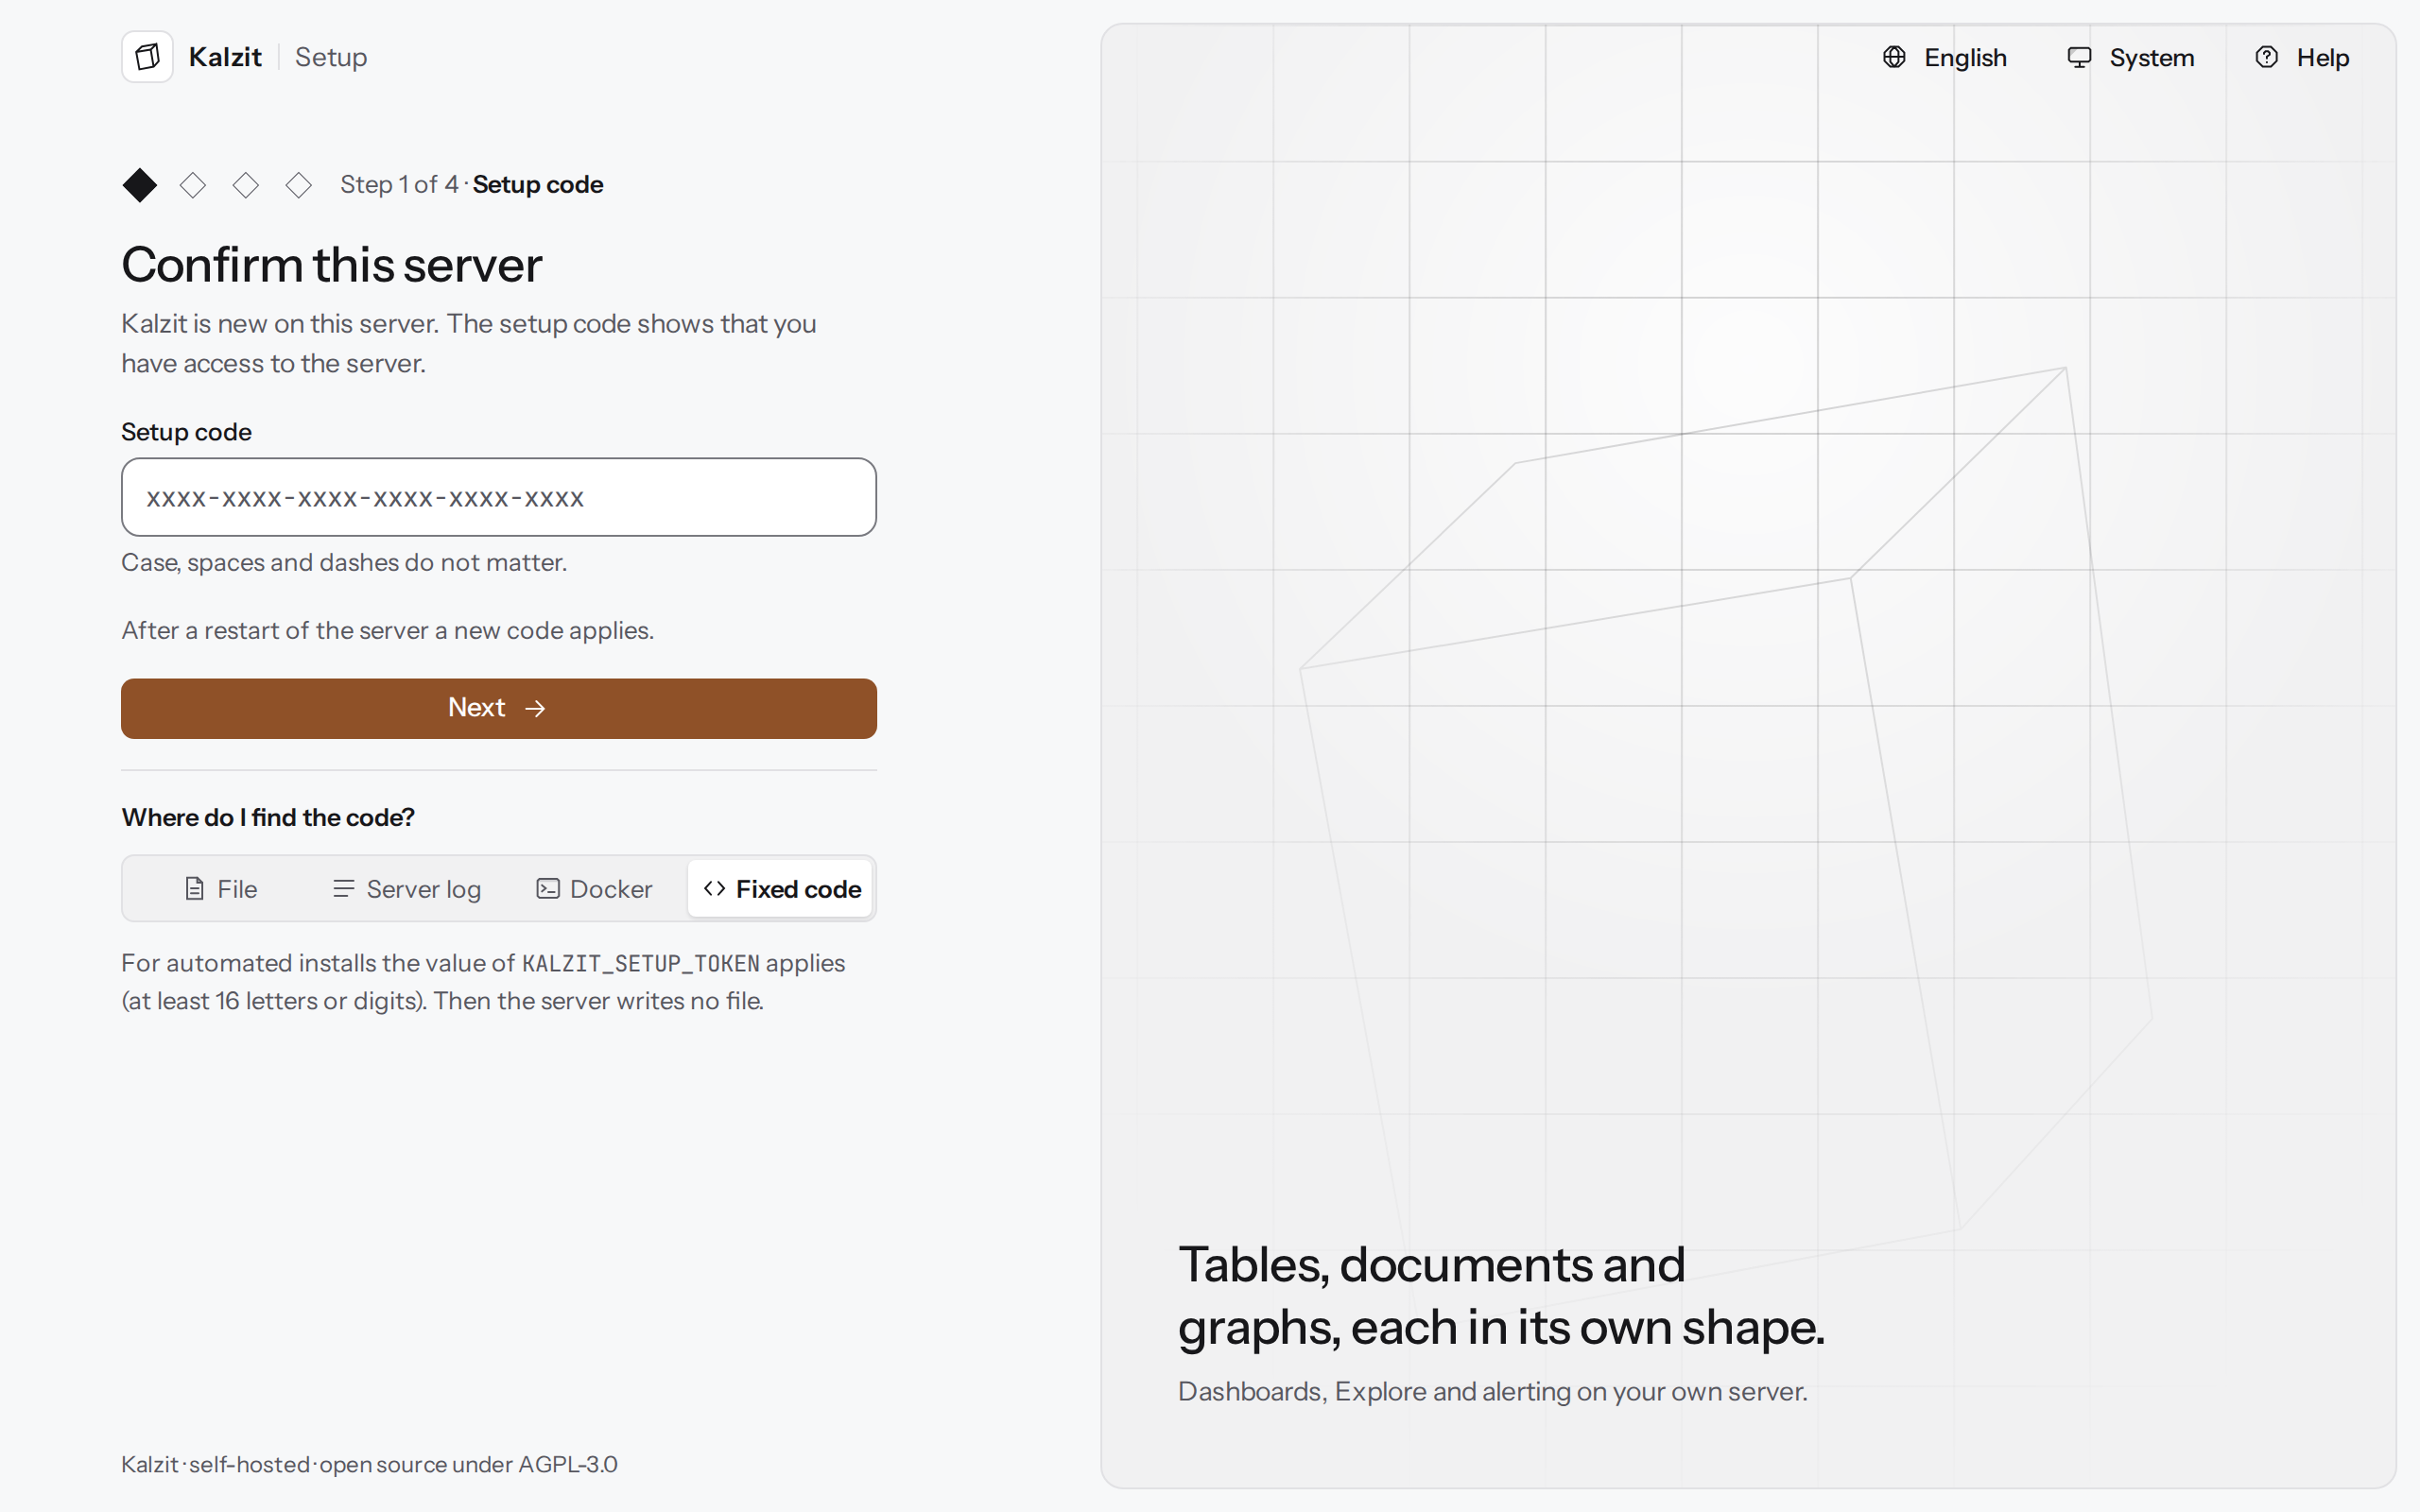 Kalzit | Setup
English
System
Help
Step 1 of 4 · Setup code
Confirm this server
Kalzit is new on this server. The setup code shows that you
have access to the server.
Setup code
xxxx-xxxx-xxxx-xxxx-xxxx-xxxx
Case, spaces and dashes do not matter.
After a restart of the server a new code applies.
Next →
Where do I find the code?
File
Server log
Docker
Fixed code
For automated installs the value of KALZIT_SETUP_TOKEN applies
(at least 16 letters or digits). Then the server writes no file.
Tables, documents and
graphs, each in its own shape.
Dashboards, Explore and alerting on your own server.
Kalzit · self-hosted · open source under AGPL-3.0